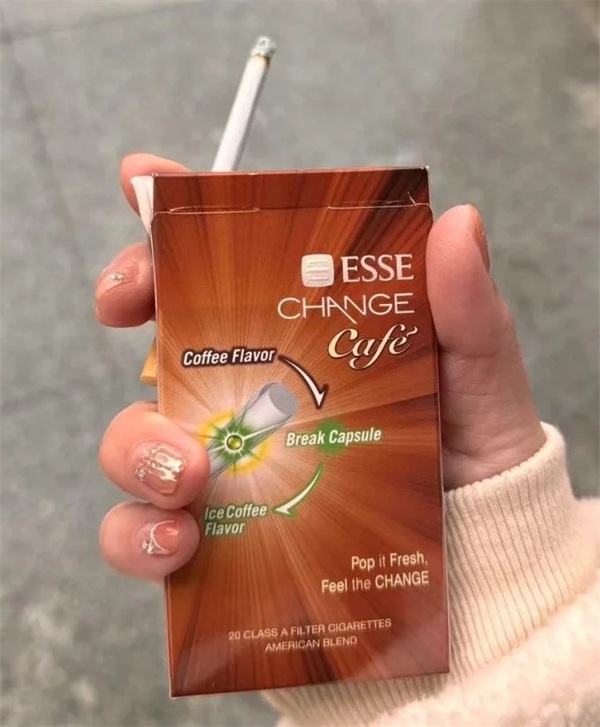 ESSE
CHANGE
Café
Coffee Flavor
Break Capsule
Ice Coffee
Flavor
Pop it Fresh,
Feel the CHANGE
20 CLASS A FILTER CIGARETTES
AMERICAN BLEND